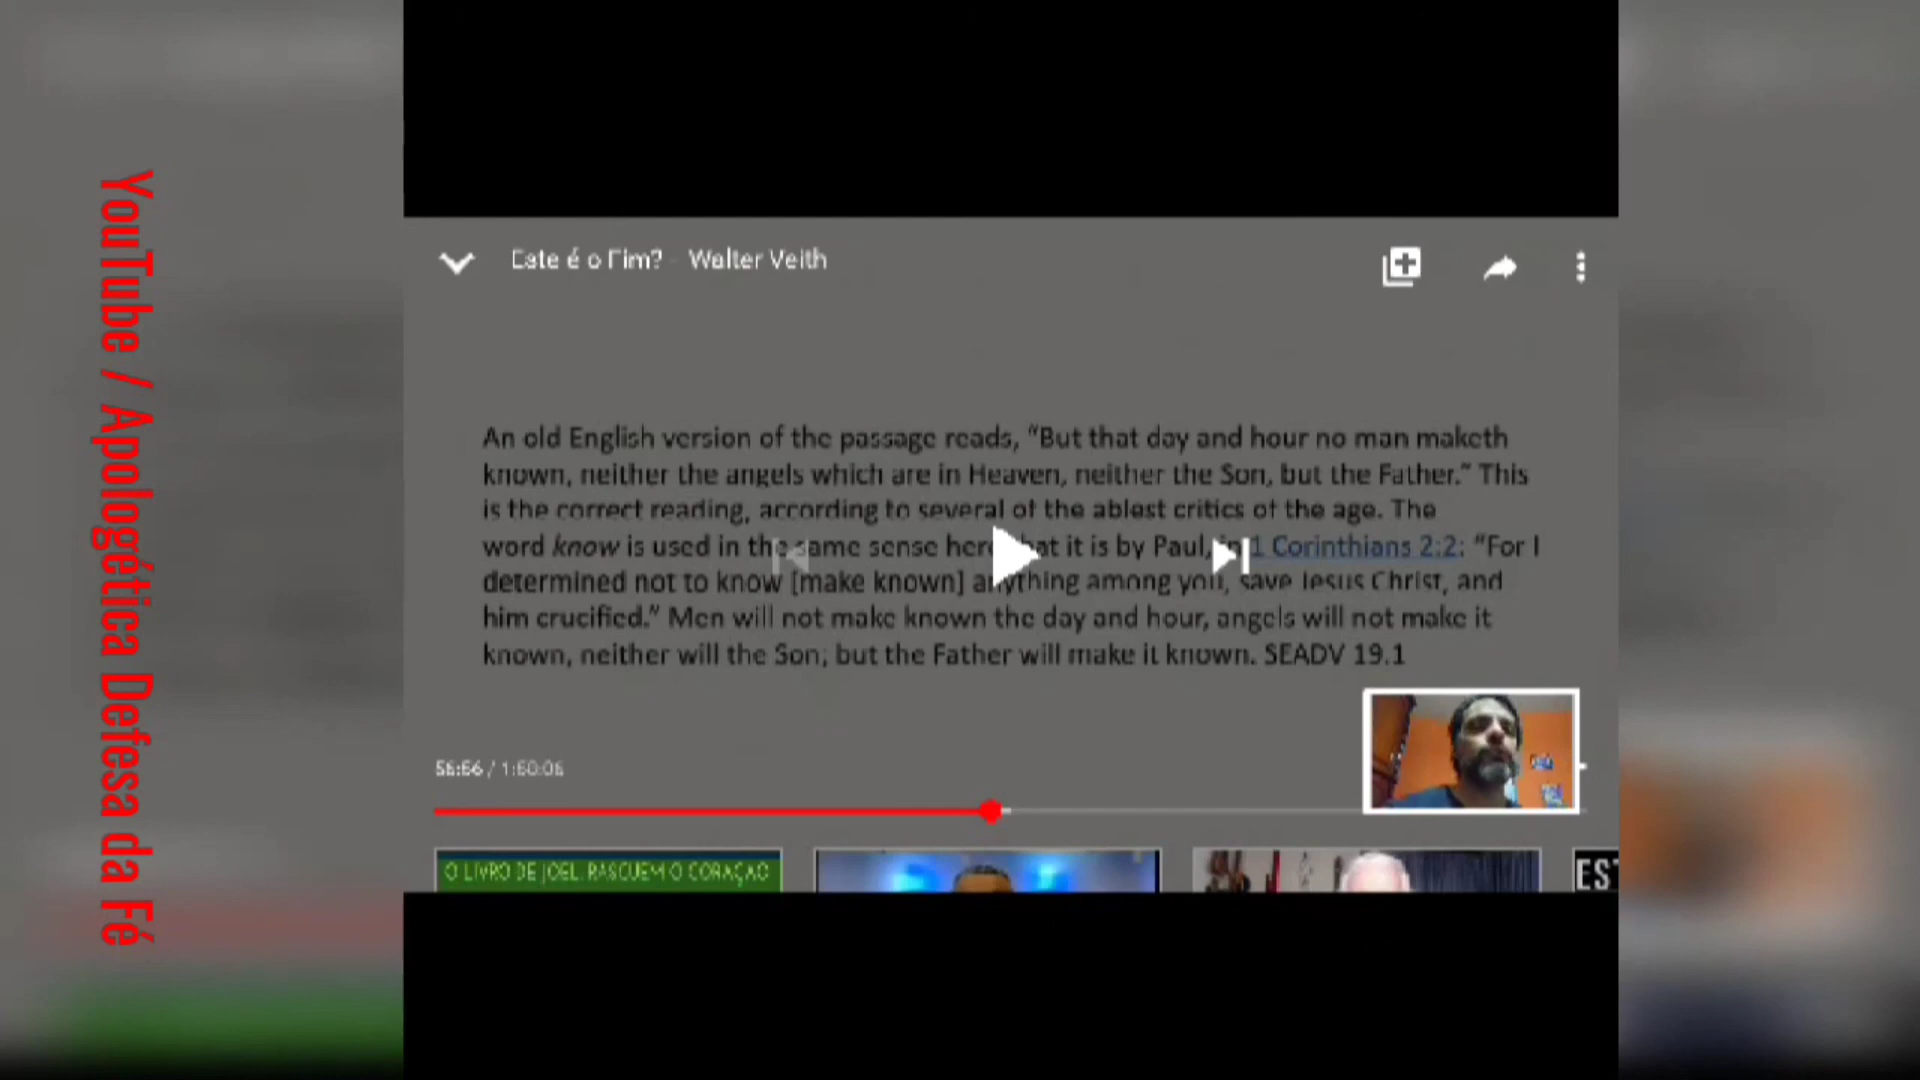 YouTube / Apologética Defesa da Fé
Este é o Fim? - Walter Veith
An old English version of the passage reads, “But that day and hour no man maketh
known, neither the angels which are in Heaven, neither the Son, but the Father.” This
is the correct reading, according to several of the ablest critics of the age. The
word know is used in the same sense here that it is by Paul, in 1 Corinthians 2:2: “For I
determined not to know [make known] anything among you, save Jesus Christ, and
him crucified.” Men will not make known the day and hour, angels will not make it
known, neither will the Son; but the Father will make it known. SEADV 19.1
/
O LIVRO DE JOEL: RASGUEM O CORAÇÃO
EST